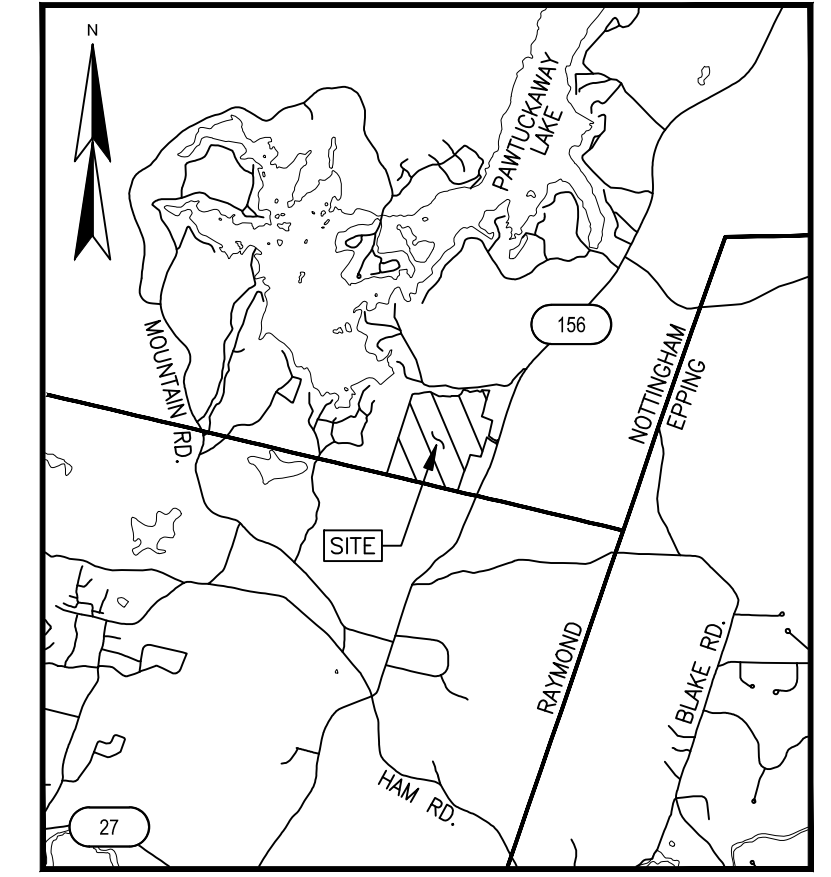 N
PAWTUCKAWAY
LAKE
156
MOUNTAIN RD.
NOTTINGHAM
EPPING
SITE
RAYMOND
BLAKE RD.
HAM RD.
27